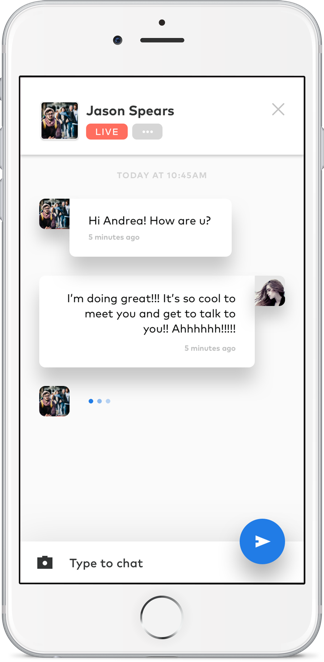 Jason Spears
LIVE
TODAY AT 10:45AM
Hi Andrea! How are u?
5 minutes ago
I'm doing great!!! It's so cool to
meet you and get to talk to
you!! Ahhhhhh!!!!!
5 minutes ago
Type to chat